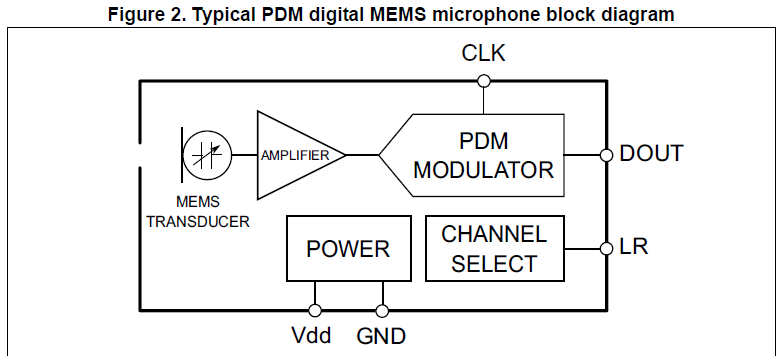 Figure 2. Typical PDM digital MEMS microphone block diagram
CLK
AMPLIFIER
PDM
MODULATOR
DOUT
MEMS
TRANSDUCER
POWER
CHANNEL
SELECT
LR
Vdd
GND